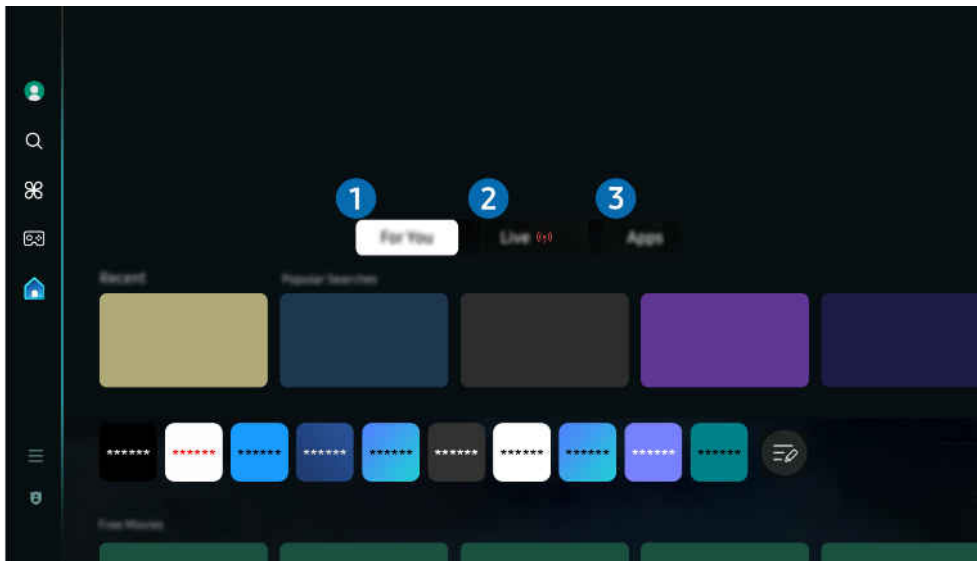 1 2 3
For You Live Apps
Recent Popular Searches
****** ****** ****** ****** ****** ****** ****** ****** ****** ******
Free Movies